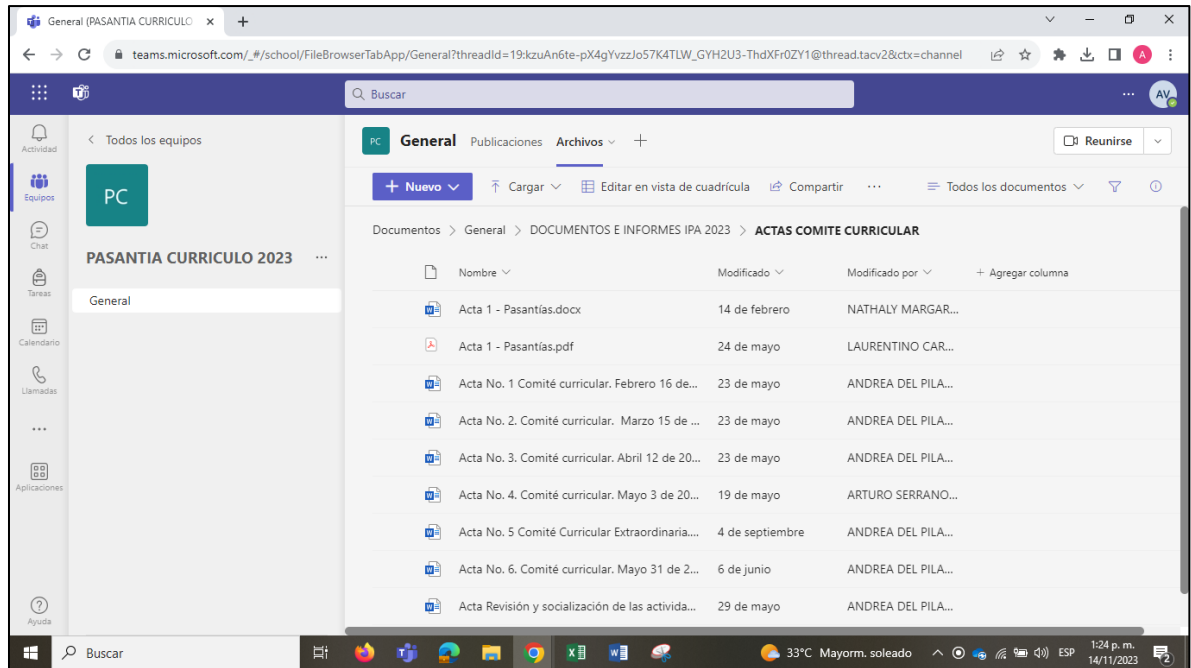 General (PASANTIA CURRICULO
teams.microsoft.com/_#/school/FileBrowserTabApp/General?threadId=19:kzuAn6te-pX4gYvzzJo57K4TLW_GYH2U3-ThdXFr0ZY1@thread.tacv2&ctx=channel
A
Buscar
AV
Actividad
Equipos
Chat
Tareas
Calendario
Llamadas
Aplicaciones
Ayuda
Todos los equipos
PC
PASANTIA CURRICULO 2023
General
PC General Publicaciones Archivos
Reunirse
Nuevo Cargar Editar en vista de cuadrícula Compartir Todos los documentos
Documentos > General > DOCUMENTOS E INFORMES IPA 2023 > ACTAS COMITE CURRICULAR
Nombre Modificado Modificado por + Agregar columna
Acta 1 - Pasantías.docx 14 de febrero NATHALY MARGAR...
Acta 1 - Pasantías.pdf 24 de mayo LAURENTINO CAR...
Acta No. 1 Comité curricular. Febrero 16 de... 23 de mayo ANDREA DEL PILA...
Acta No. 2. Comité curricular. Marzo 15 de ... 23 de mayo ANDREA DEL PILA...
Acta No. 3. Comité curricular. Abril 12 de 20... 23 de mayo ANDREA DEL PILA...
Acta No. 4. Comité curricular. Mayo 3 de 20... 19 de mayo ARTURO SERRANO...
Acta No. 5 Comité Curricular Extraordinaria.... 4 de septiembre ANDREA DEL PILA...
Acta No. 6. Comité curricular. Mayo 31 de 2... 6 de junio ANDREA DEL PILA...
Acta Revisión y socialización de las activida... 29 de mayo ANDREA DEL PILA...
Buscar
33°C Mayorm. soleado
ESP
1:24 p. m.
14/11/2023
2